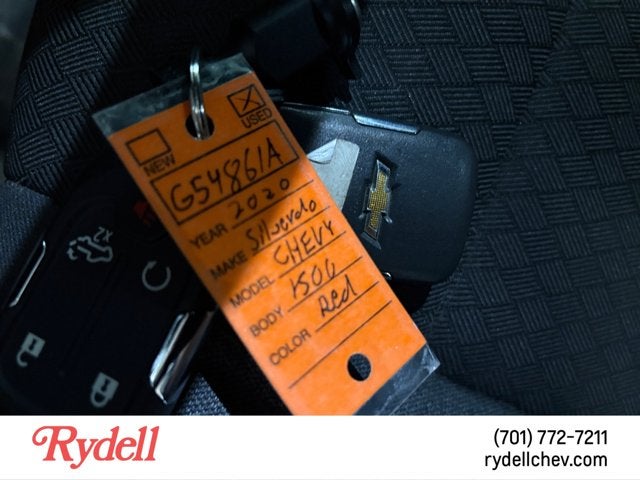 NEW
USED
G54861A
YEAR 2020
MAKE Silverado
MODEL CHEVY
BODY 1500
COLOR Red
2X
Rydell
(701) 772-7211
rydellchev.com